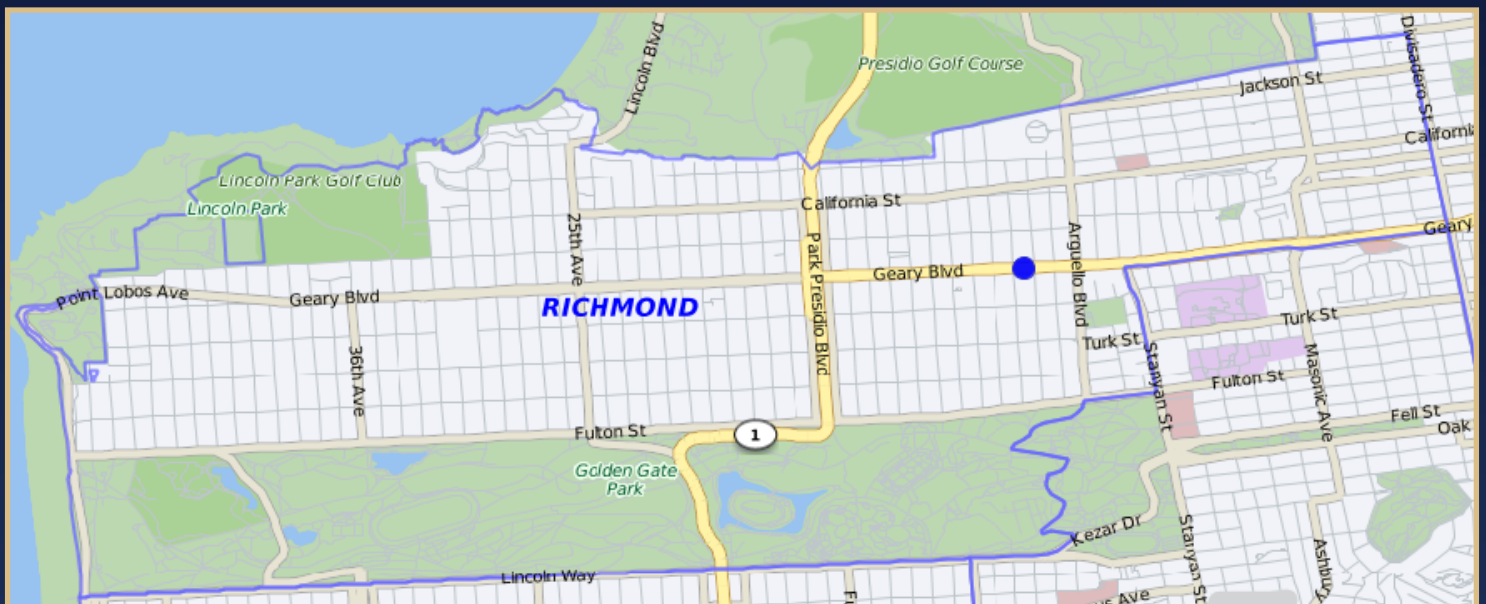 Lincoln Blvd
Presidio Golf Course
Divisadero St
Jackson St
California
Lincoln Park Golf Club
Lincoln Park
25th Ave
California St
Park Presidio Blvd
Arguello Blvd
Geary
Point Lobos Ave
Geary Blvd
Geary Blvd
RICHMOND
36th Ave
Turk St
Turk St
Stanyan St
Masonic Ave
Fulton St
Fulton St
1
Fell St
Oak
Golden Gate
Park
Kezar Dr
Stanyan St
Ashbury
Lincoln Way
Fu
us Ave